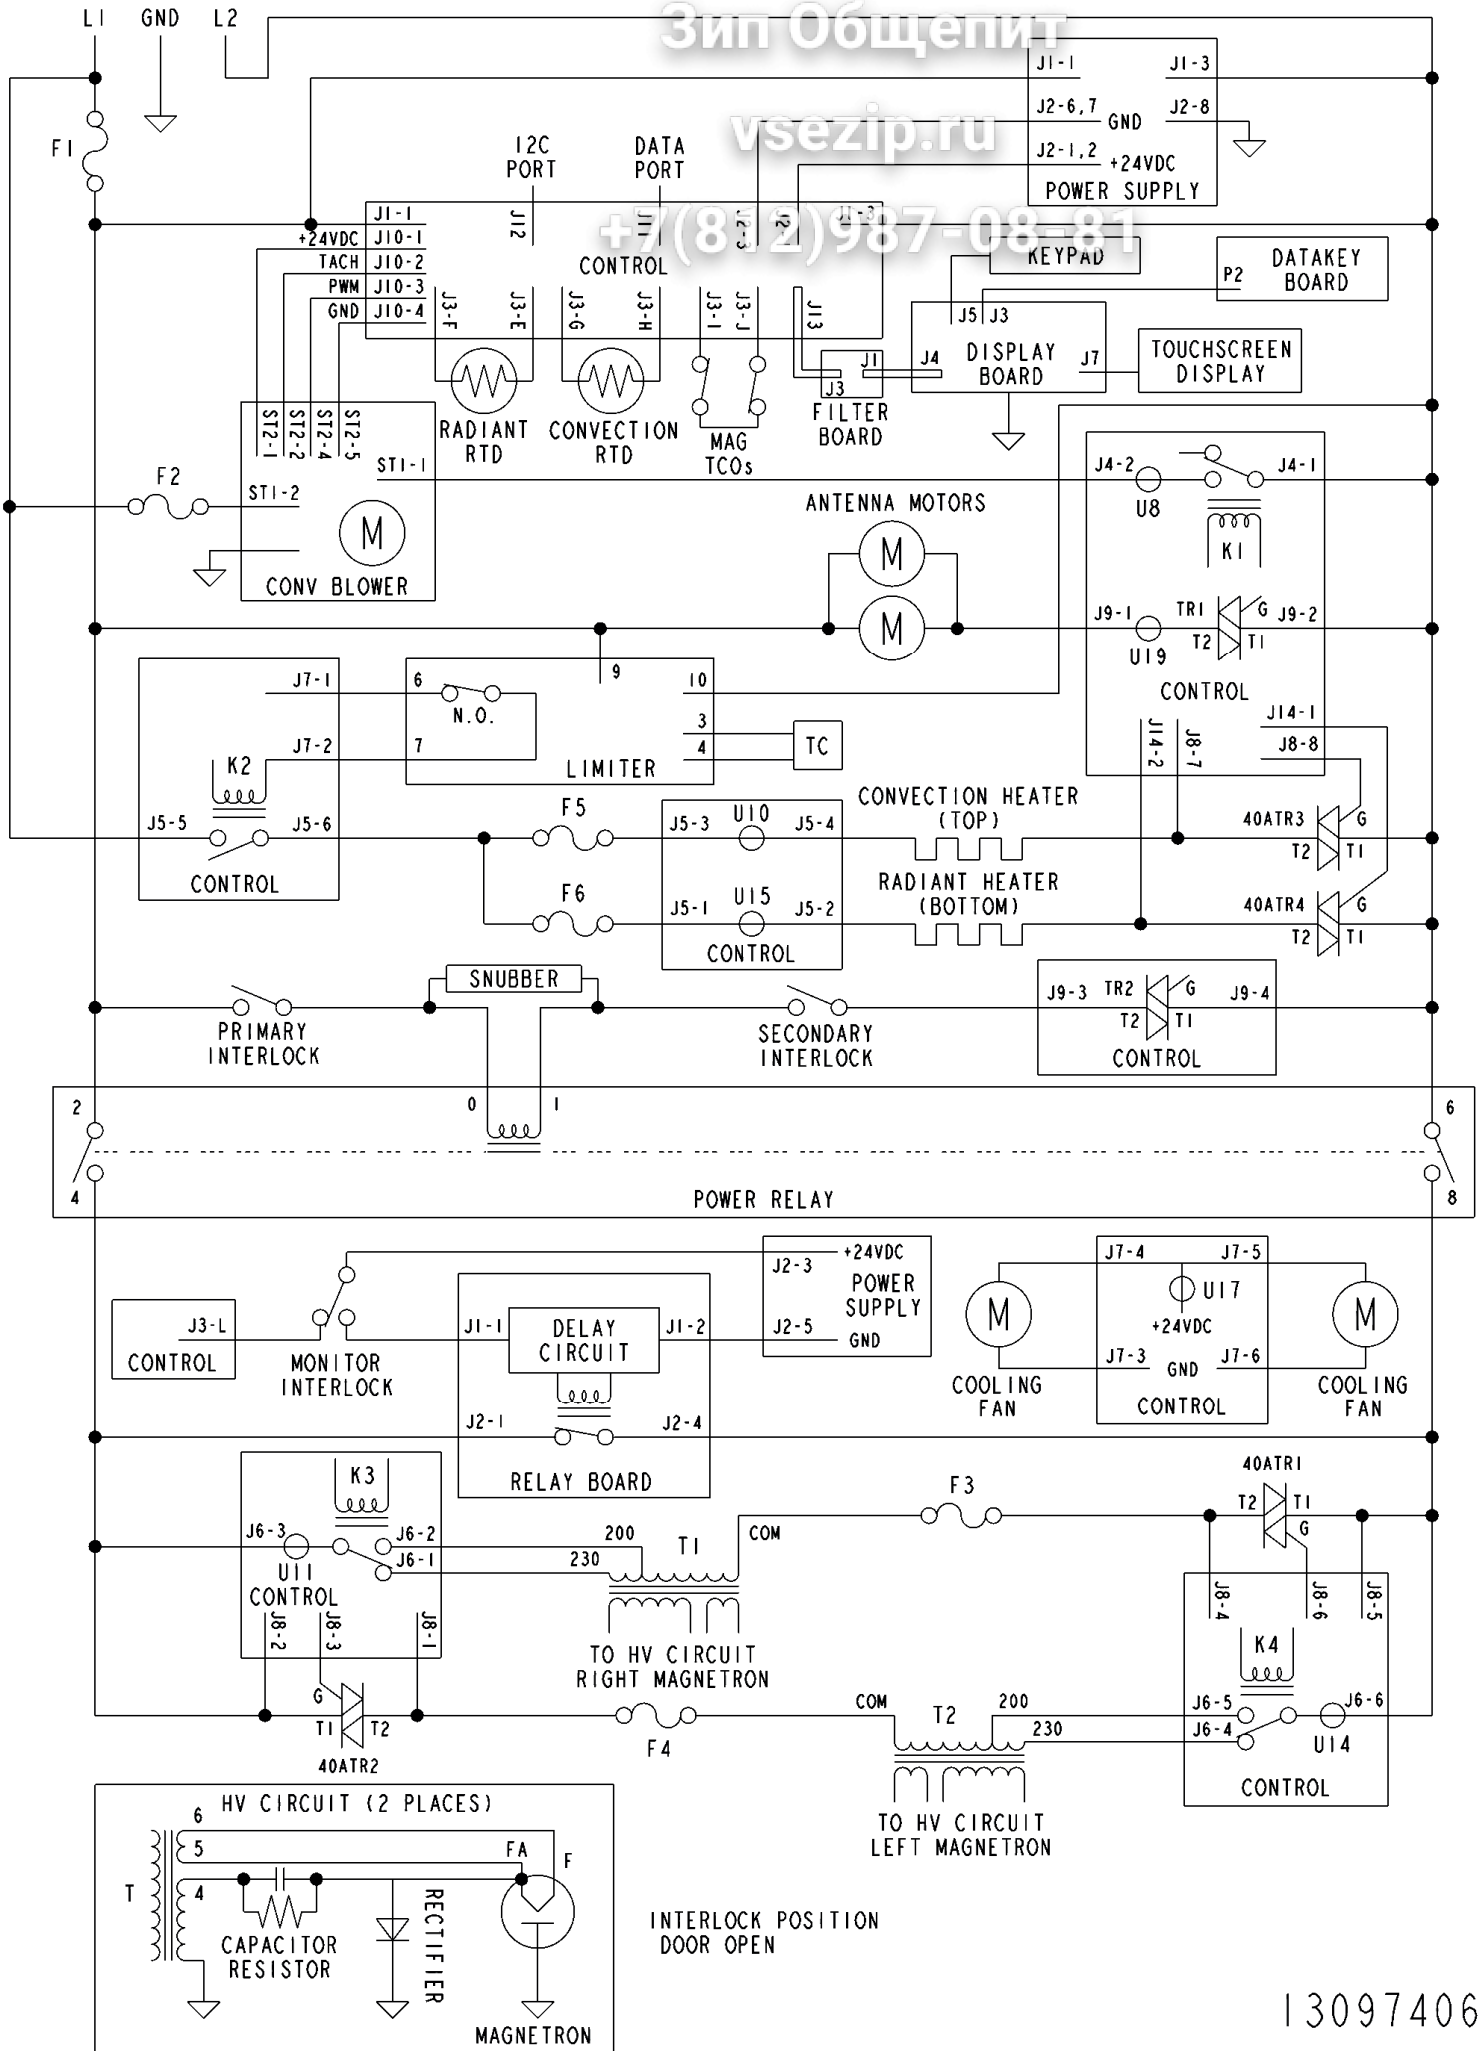 L1 GND L2
Зип Общепит
J1-1 J1-3
J2-6,7 GND J2-8
J2-1,2 +24VDC
POWER SUPPLY
vsezip.ru
F1
I2C
PORT
DATA
PORT
+7(812)987-08-81
J1-1 J12 J11 J2-3 J1-3
+24VDC J10-1
TACH J10-2
PWM J10-3
GND J10-4
CONTROL
J3-F J3-E J3-G J3-H J3-I J3-J J13
KEYPAD
P2 DATAKEY
BOARD
J5 J3
J4 DISPLAY
BOARD J7
TOUCHSCREEN
DISPLAY
J1
J3
FILTER
BOARD
RADIANT
RTD
CONVECTION
RTD
MAG
TCOs
ST2-1 ST2-2 ST2-4 ST2-5
F2
ST1-2 ST1-1
M
CONV BLOWER
ANTENNA MOTORS
M
M
J4-2 J4-1
U8
K1
J9-1 TR1 G J9-2
U19 T2 T1
CONTROL
J14-2 J8-7
J14-1
J8-8
J7-1 6 9 10
N.O.
3
J7-2 7 4 TC
K2
LIMITER
J5-5 J5-6
CONTROL
F5
J5-3 U10 J5-4
CONVECTION HEATER
(TOP)
40ATR3 G
T2 T1
F6
J5-1 U15 J5-2
CONTROL
RADIANT HEATER
(BOTTOM)
40ATR4 G
T2 T1
SNUBBER
PRIMARY
INTERLOCK
SECONDARY
INTERLOCK
J9-3 TR2 G J9-4
T2 T1
CONTROL
2 0 1 6
4 POWER RELAY 8
J3-L
CONTROL
MONITOR
INTERLOCK
J1-1 DELAY
CIRCUIT J1-2
J2-1 J2-4
RELAY BOARD
+24VDC
J2-3
POWER
SUPPLY
J2-5 GND
M
COOLING
FAN
J7-4 J7-5
U17
+24VDC
J7-3 GND J7-6
CONTROL
M
COOLING
FAN
K3
J6-3 J6-2
J6-1
U11
CONTROL
J8-2 J8-3 J8-1
200 T1 COM
230
TO HV CIRCUIT
RIGHT MAGNETRON
F3
40ATR1
T2 T1
G
J8-4 J8-6 J8-5
K4
J6-5 J6-6
J6-4
U14
CONTROL
G
T1 T2
40ATR2
F4
COM T2 200
230
TO HV CIRCUIT
LEFT MAGNETRON
HV CIRCUIT (2 PLACES)
6
5 FA F
T 4
CAPACITOR
RESISTOR
RECTIFIER
MAGNETRON
INTERLOCK POSITION
DOOR OPEN
13097406